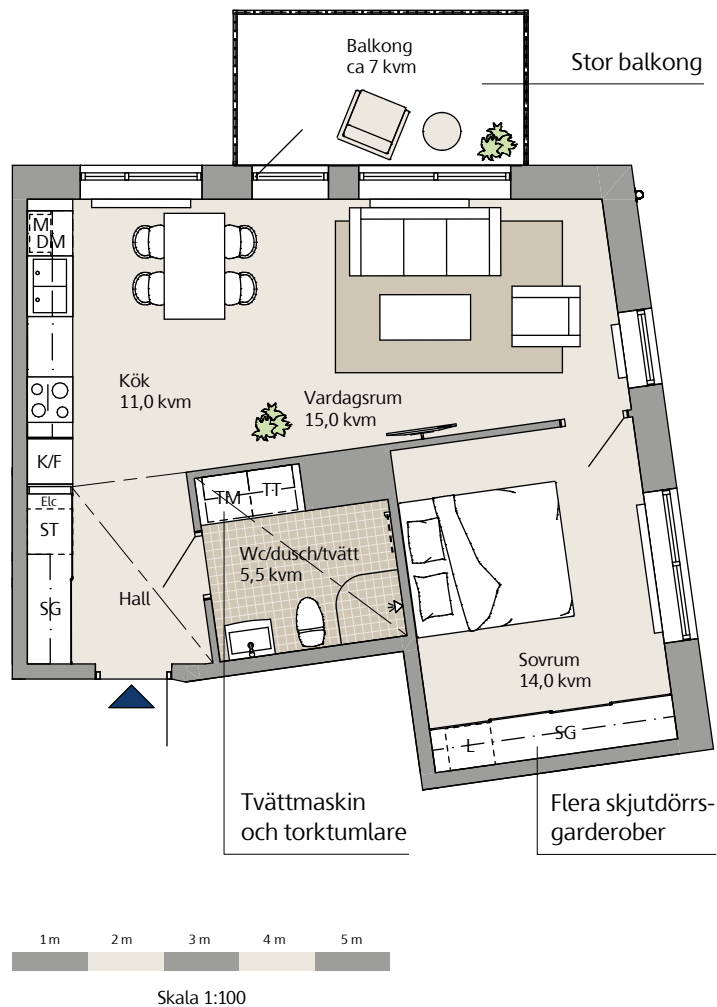 Balkong
ca 7 kvm
Stor balkong
M
DM
Kök
11,0 kvm
Vardagsrum
15,0 kvm
K/F
Elc
ST
TM
TT
Wc/dusch/tvätt
5,5 kvm
Hall
SG
Sovrum
14,0 kvm
L
SG
Tvättmaskin
och torktumlare
Flera skjutdörrs-
garderober
1 m
2 m
3 m
4 m
5 m
Skala 1:100